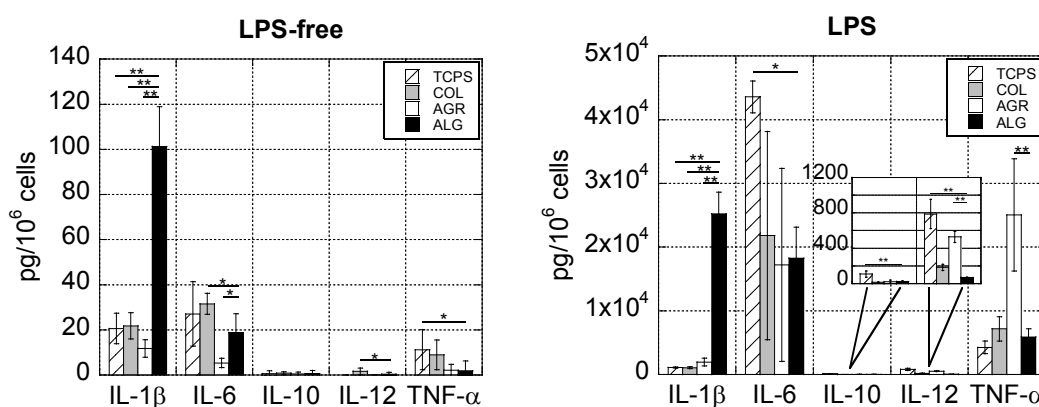 LPS-free
140
120
100
80
60
40
20
0
pg/10⁶ cells
TCPS
COL
AGR
ALG
**
**
**
*
*
*
*
IL-1β IL-6 IL-10 IL-12 TNF-α
LPS
5x10⁴
4x10⁴
3x10⁴
2x10⁴
1x10⁴
0
pg/10⁶ cells
TCPS
COL
AGR
ALG
*
**
**
**
**
1200
800
400
0
**
**
**
IL-1β IL-6 IL-10 IL-12 TNF-α